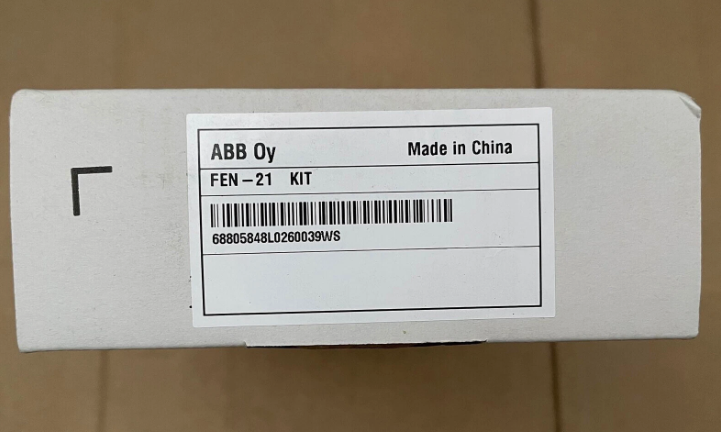 ABB Oy Made in China
FEN-21 KIT
68805848L0260039WS